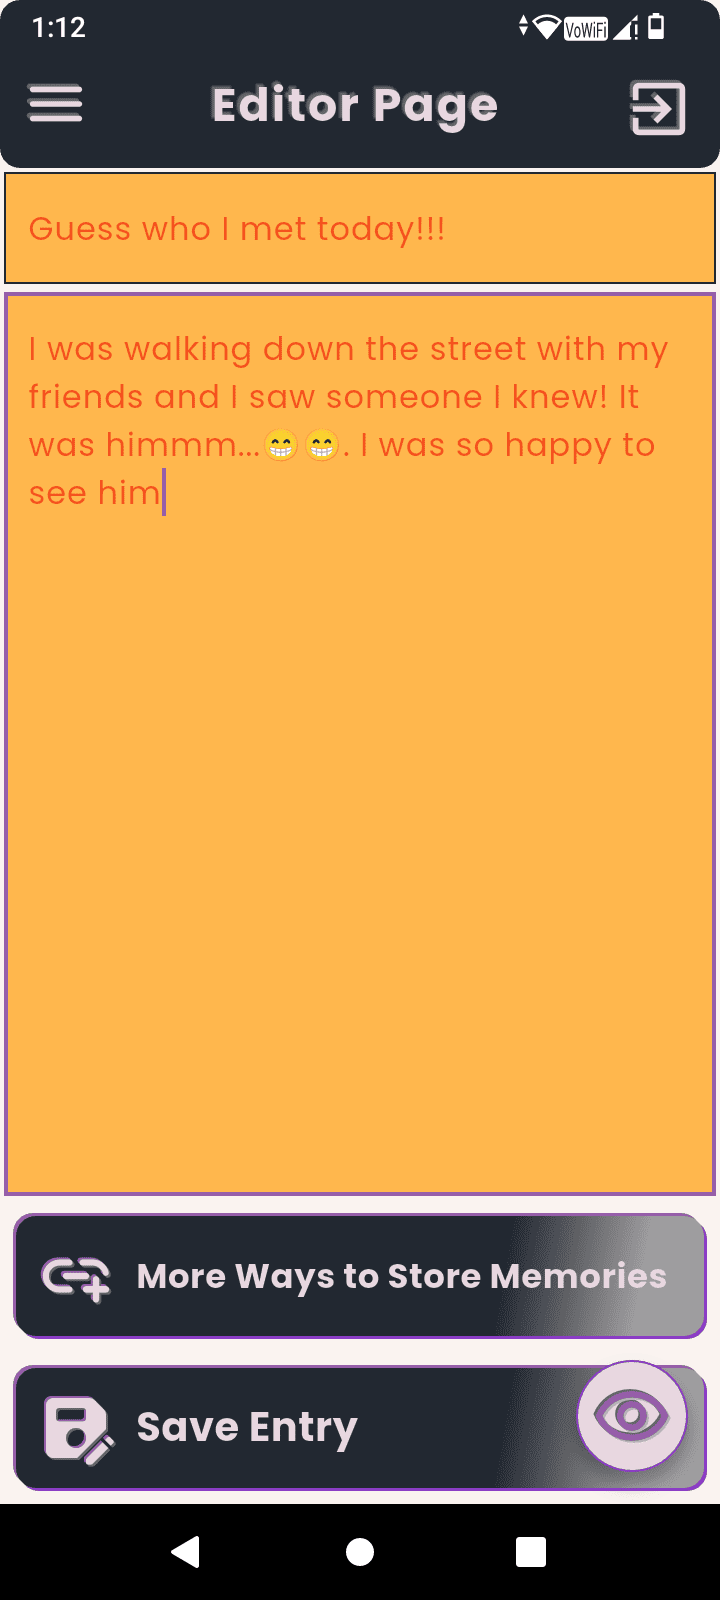 1:12
VoWiFi
Editor Page
Guess who I met today!!!
I was walking down the street with my
friends and I saw someone I knew! It
was himmm...😁😁. I was so happy to
see him
More Ways to Store Memories
Save Entry